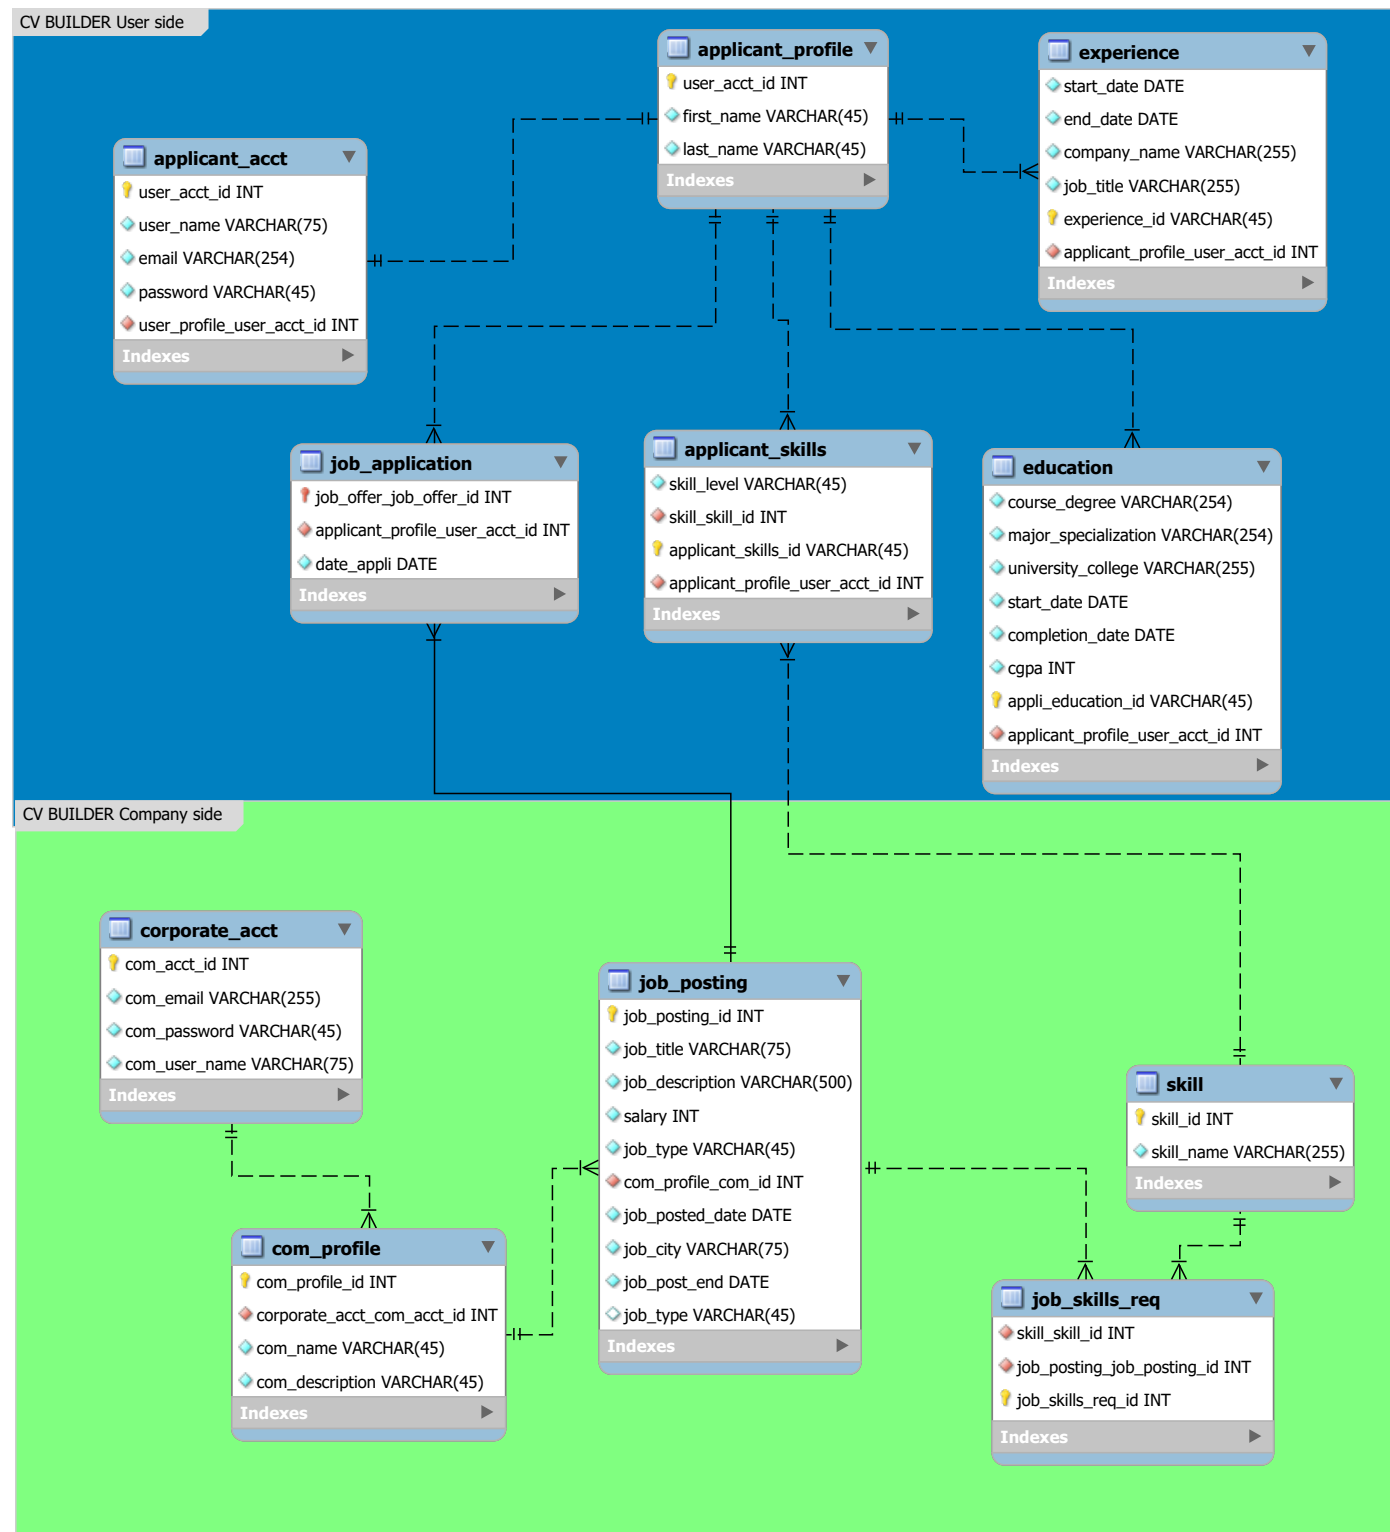 CV BUILDER User side
applicant_profile
user_acct_id INT
first_name VARCHAR(45)
last_name VARCHAR(45)
Indexes
experience
start_date DATE
end_date DATE
company_name VARCHAR(255)
job_title VARCHAR(255)
experience_id VARCHAR(45)
applicant_profile_user_acct_id INT
Indexes
applicant_acct
user_acct_id INT
user_name VARCHAR(75)
email VARCHAR(254)
password VARCHAR(45)
user_profile_user_acct_id INT
Indexes
job_application
job_offer_job_offer_id INT
applicant_profile_user_acct_id INT
date_appli DATE
Indexes
applicant_skills
skill_level VARCHAR(45)
skill_skill_id INT
applicant_skills_id VARCHAR(45)
applicant_profile_user_acct_id INT
Indexes
education
course_degree VARCHAR(254)
major_specialization VARCHAR(254)
university_college VARCHAR(255)
start_date DATE
completion_date DATE
cgpa INT
appli_education_id VARCHAR(45)
applicant_profile_user_acct_id INT
Indexes
CV BUILDER Company side
corporate_acct
com_acct_id INT
com_email VARCHAR(255)
com_password VARCHAR(45)
com_user_name VARCHAR(75)
Indexes
job_posting
job_posting_id INT
job_title VARCHAR(75)
job_description VARCHAR(500)
salary INT
job_type VARCHAR(45)
com_profile_com_id INT
job_posted_date DATE
job_city VARCHAR(75)
job_post_end DATE
job_type VARCHAR(45)
Indexes
skill
skill_id INT
skill_name VARCHAR(255)
Indexes
com_profile
com_profile_id INT
corporate_acct_com_acct_id INT
com_name VARCHAR(45)
com_description VARCHAR(45)
Indexes
job_skills_req
skill_skill_id INT
job_posting_job_posting_id INT
job_skills_req_id INT
Indexes